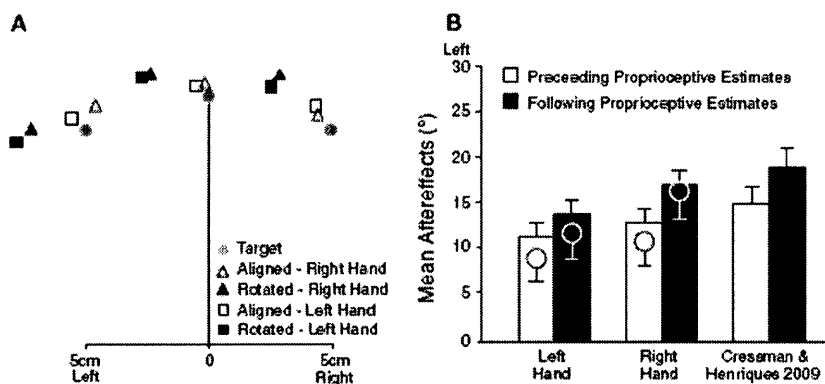 A
Target
Aligned - Right Hand
Rotated - Right Hand
Aligned - Left Hand
Rotated - Left Hand
5cm
Left
0
5cm
Right
B
Left
30
25
20
15
10
5
0
Mean Aftereffects (°)
Preceeding Proprioceptive Estimates
Following Proprioceptive Estimates
Left
Hand
Right
Hand
Cressman &
Henriques 2009